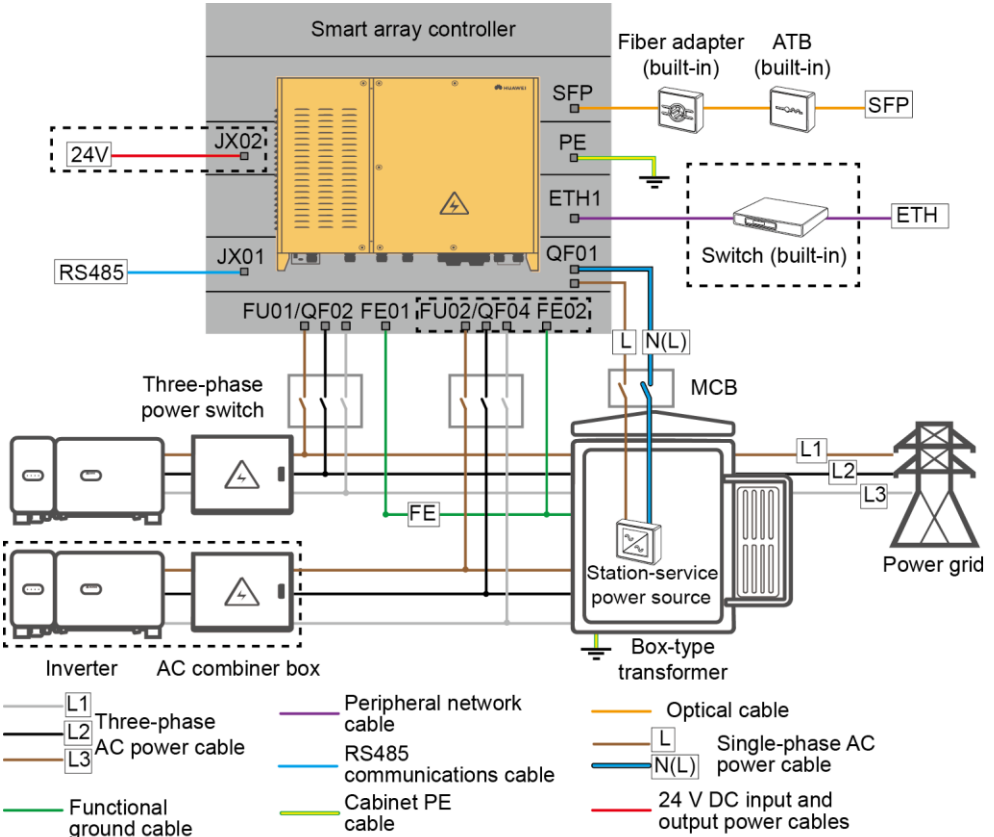 Smart array controller
Fiber adapter
(built-in)
ATB
(built-in)
HUAWEI
SFP
SFP
JX02
24V
PE
ETH1
ETH
Switch (built-in)
JX01
RS485
QF01
FU01/QF02
FE01
FU02/QF04
FE02
L
N(L)
Three-phase
power switch
MCB
L1
L2
L3
FE
Station-service
power source
Power grid
Inverter
AC combiner box
Box-type
transformer
L1
L2
L3
Three-phase
AC power cable
Functional
ground cable
Peripheral network
cable
RS485
communications cable
Cabinet PE
cable
Optical cable
L
N(L)
Single-phase AC
power cable
24 V DC input and
output power cables